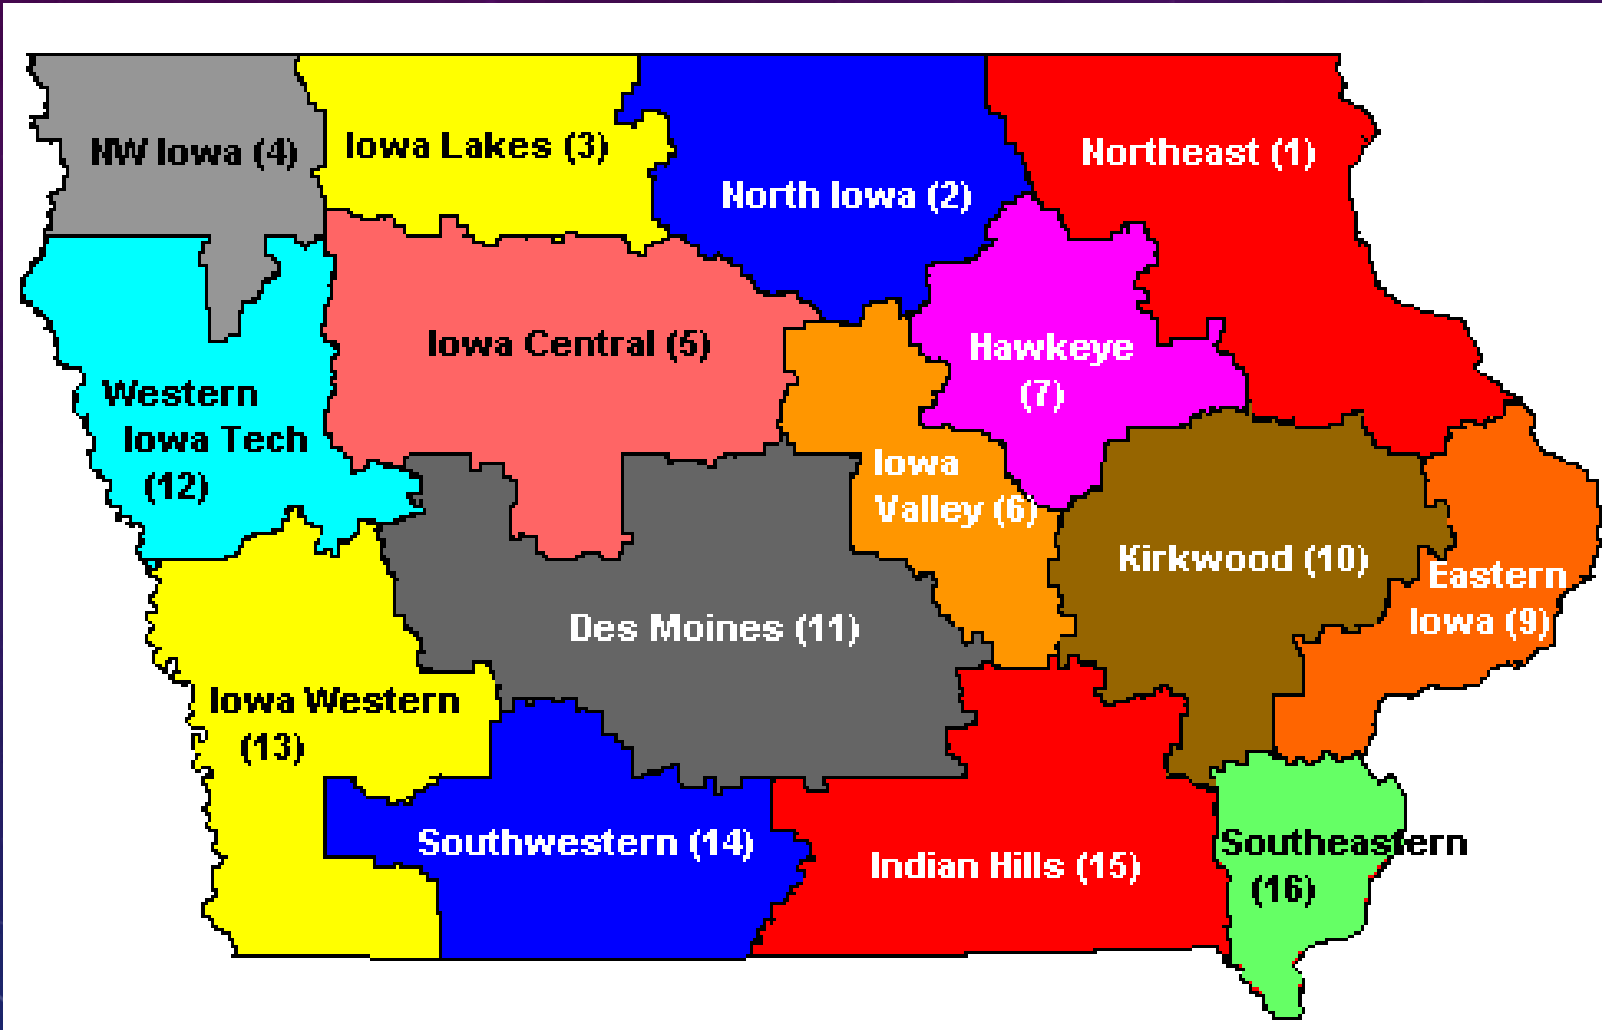 NW Iowa (4)
Iowa Lakes (3)
North Iowa (2)
Northeast (1)
Iowa Central (5)
Hawkeye
(7)
Western
Iowa Tech
(12)
Iowa
Valley (6)
Kirkwood (10)
Eastern
Iowa (9)
Des Moines (11)
Iowa Western
(13)
Southwestern (14)
Indian Hills (15)
Southeastern
(16)